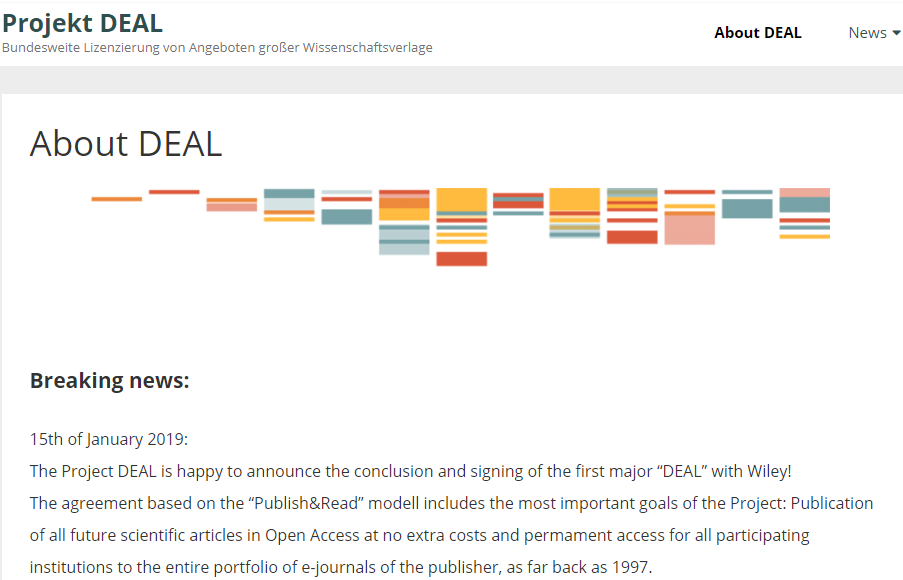 Projekt DEAL
Bundesweite Lizenzierung von Angeboten großer Wissenschaftsverlage
About DEAL
News
About DEAL
Breaking news:
15th of January 2019:
The Project DEAL is happy to announce the conclusion and signing of the first major “DEAL” with Wiley!
The agreement based on the “Publish&Read” modell includes the most important goals of the Project: Publication
of all future scientific articles in Open Access at no extra costs and permament access for all participating
institutions to the entire portfolio of e-journals of the publisher, as far back as 1997.